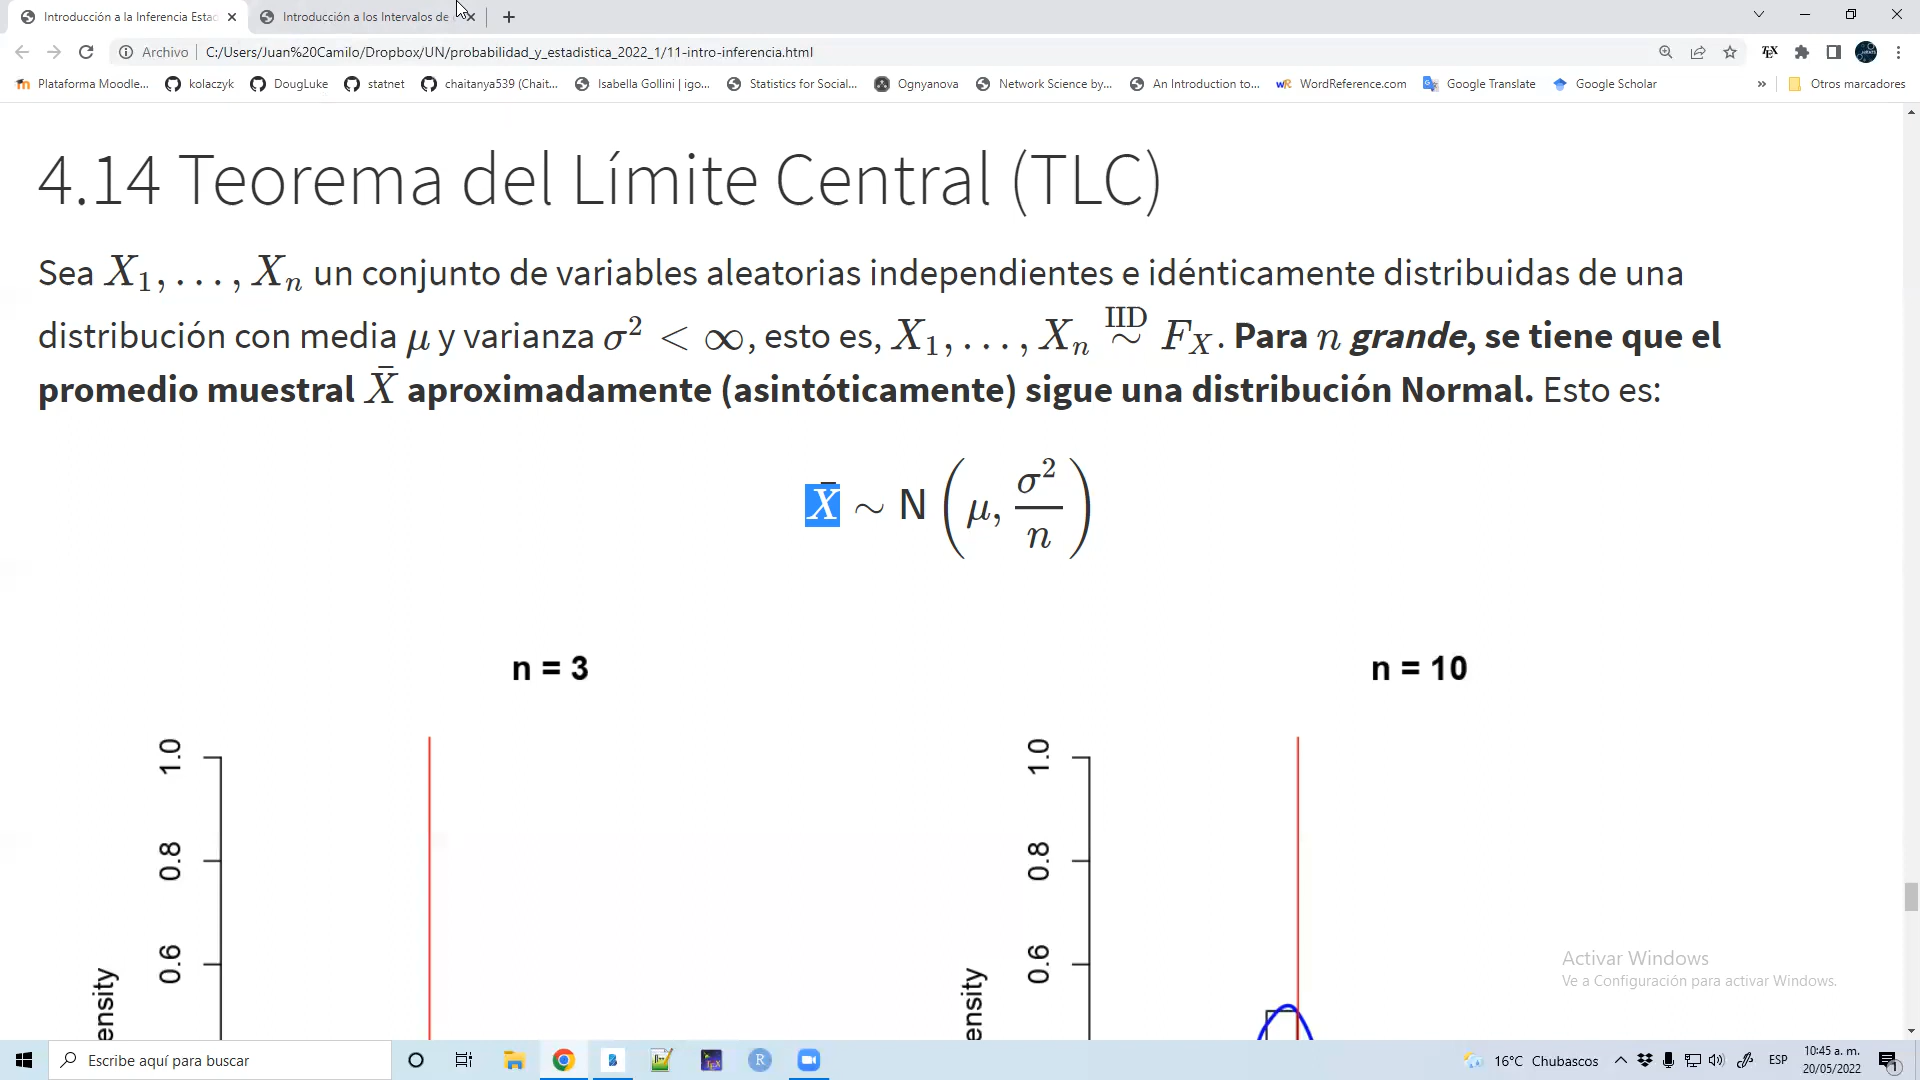 Introducción a la Inferencia Estad
Introducción a los Intervalos de
Archivo
C:/Users/Juan%20Camilo/Dropbox/UN/probabilidad_y_estadistica_2022_1/11-intro-inferencia.html
Plataforma Moodle... kolaczyk DougLuke statnet chaitanya539 (Chait... Isabella Gollini | igo... Statistics for Social... Ognyanova Network Science by... An Introduction to... WordReference.com Google Translate Google Scholar » Otros marcadores
4.14 Teorema del Límite Central (TLC)
Sea X₁, . . . , Xₙ un conjunto de variables aleatorias independientes e idénticamente distribuidas de una
distribución con media μ y varianza σ² < ∞, esto es, X₁, . . . , Xₙ IID ∼ F_X. Para n grande, se tiene que el
promedio muestral X̄ aproximadamente (asintóticamente) sigue una distribución Normal. Esto es:
X̄ ∼ N (μ, σ²/n)
n = 3
n = 10
1.0
0.8
0.6
ensity
1.0
0.8
0.6
ensity
Activar Windows
Ve a Configuración para activar Windows.
Escribe aquí para buscar
16°C Chubascos
ESP
10:45 a. m.
20/05/2022
1